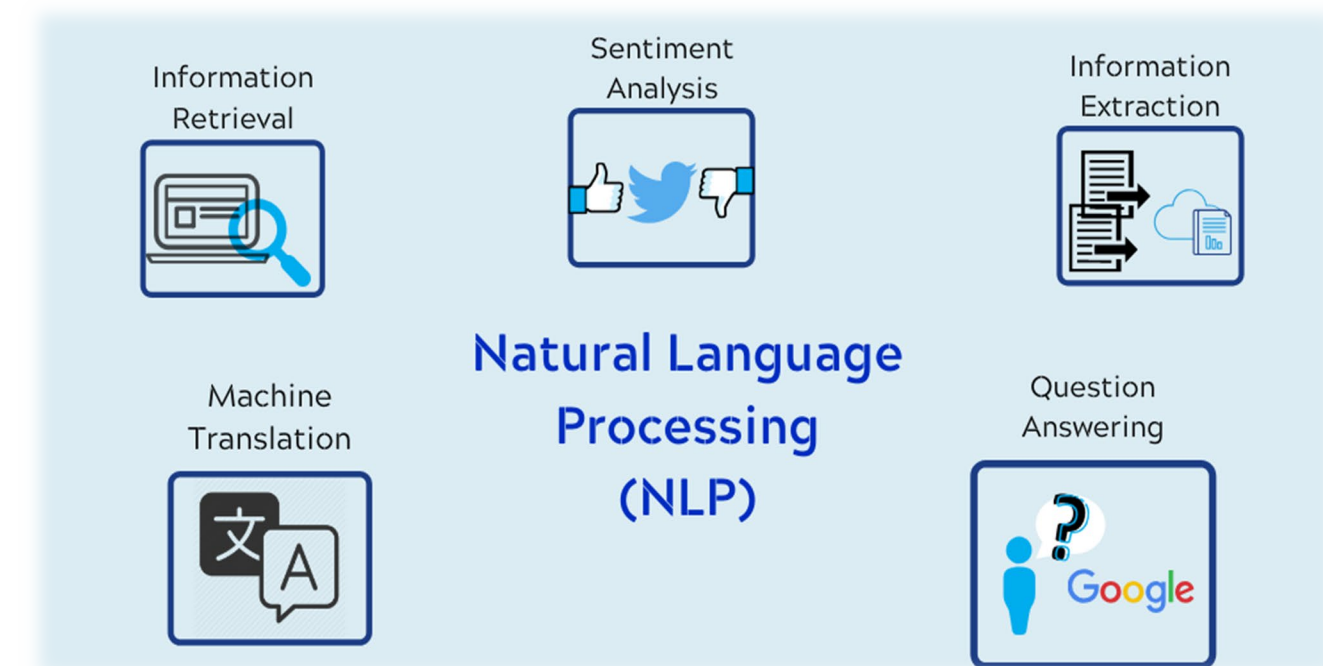 Sentiment
Analysis
Information
Retrieval
Information
Extraction
Natural Language
Processing
(NLP)
Machine
Translation
文
A
Question
Answering
?
Google